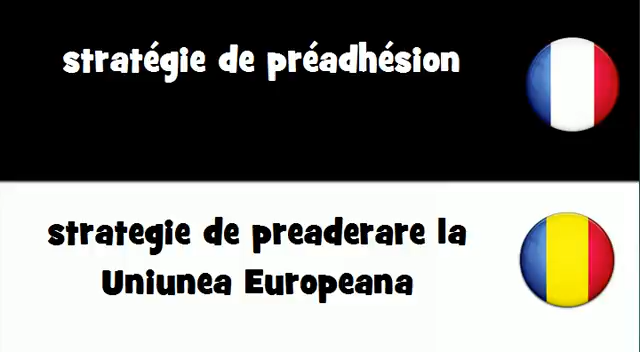 stratégie de préadhésion
strategie de preaderare la
Uniunea Europeana